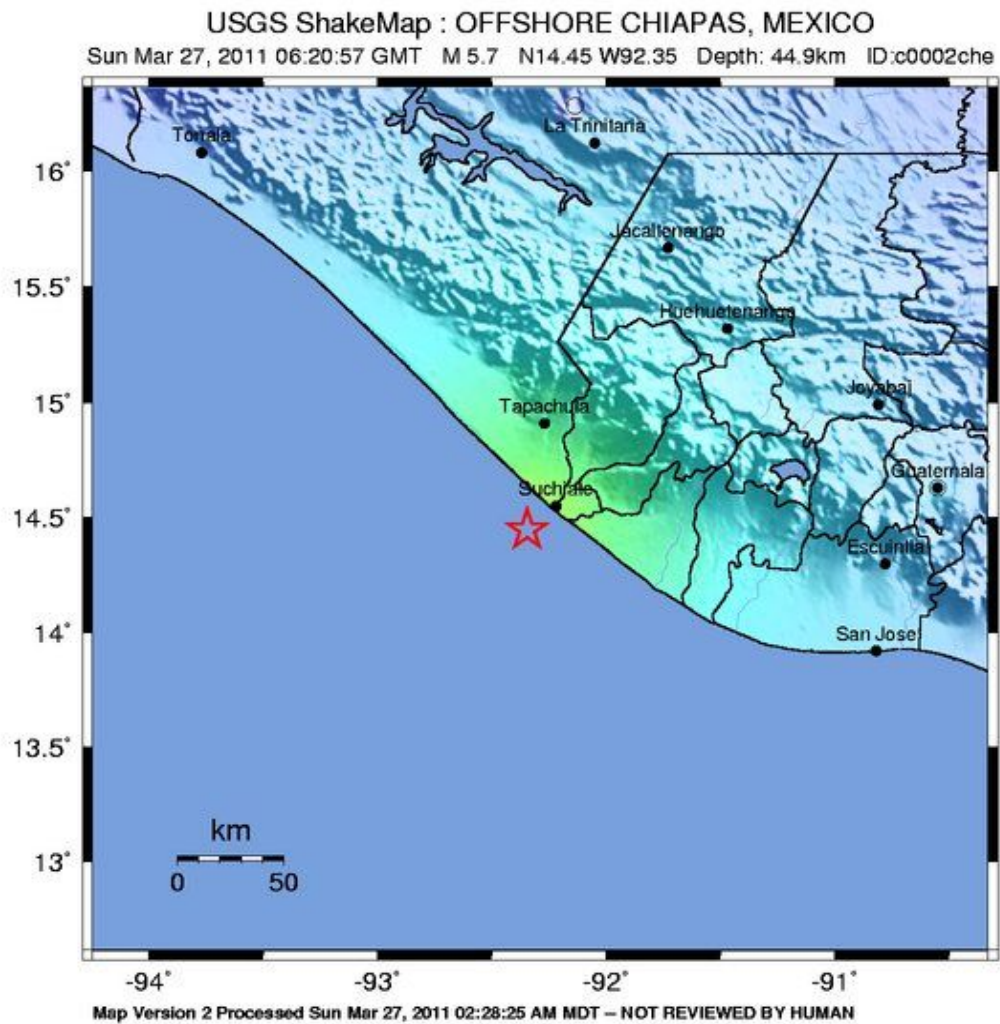 USGS ShakeMap : OFFSHORE CHIAPAS, MEXICO
Sun Mar 27, 2011 06:20:57 GMT M 5.7 N14.45 W92.35 Depth: 44.9km ID:c0002che
Tonala
La Trinitaria
16°
Jacaltenango
15.5°
Huehuetenango
Joyabaj
15°
Tapachula
Guatemala
Suchiate
14.5°
Escuintla
14°
San Jose
13.5°
km
13°
0 50
-94° -93° -92° -91°
Map Version 2 Processed Sun Mar 27, 2011 02:28:25 AM MDT – NOT REVIEWED BY HUMAN